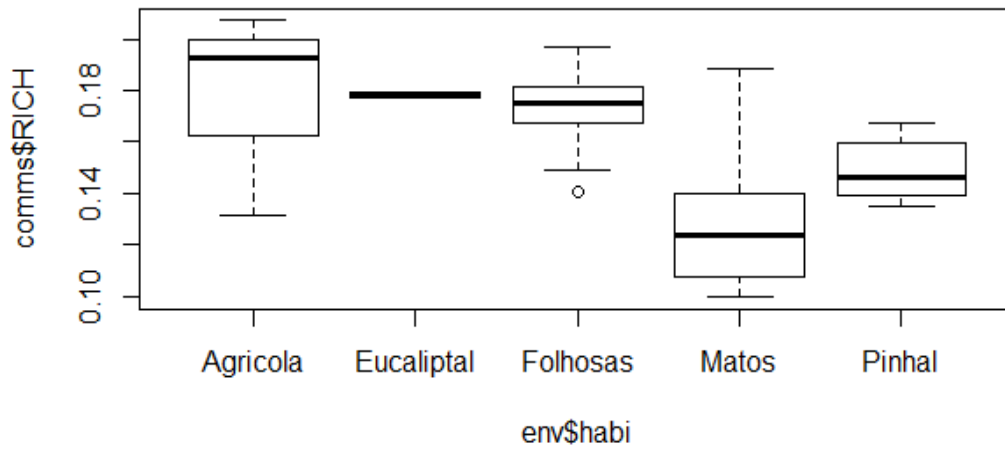 comms$RICH
0.18
0.14
0.10
Agricola Eucaliptal Folhosas Matos Pinhal
env$habi